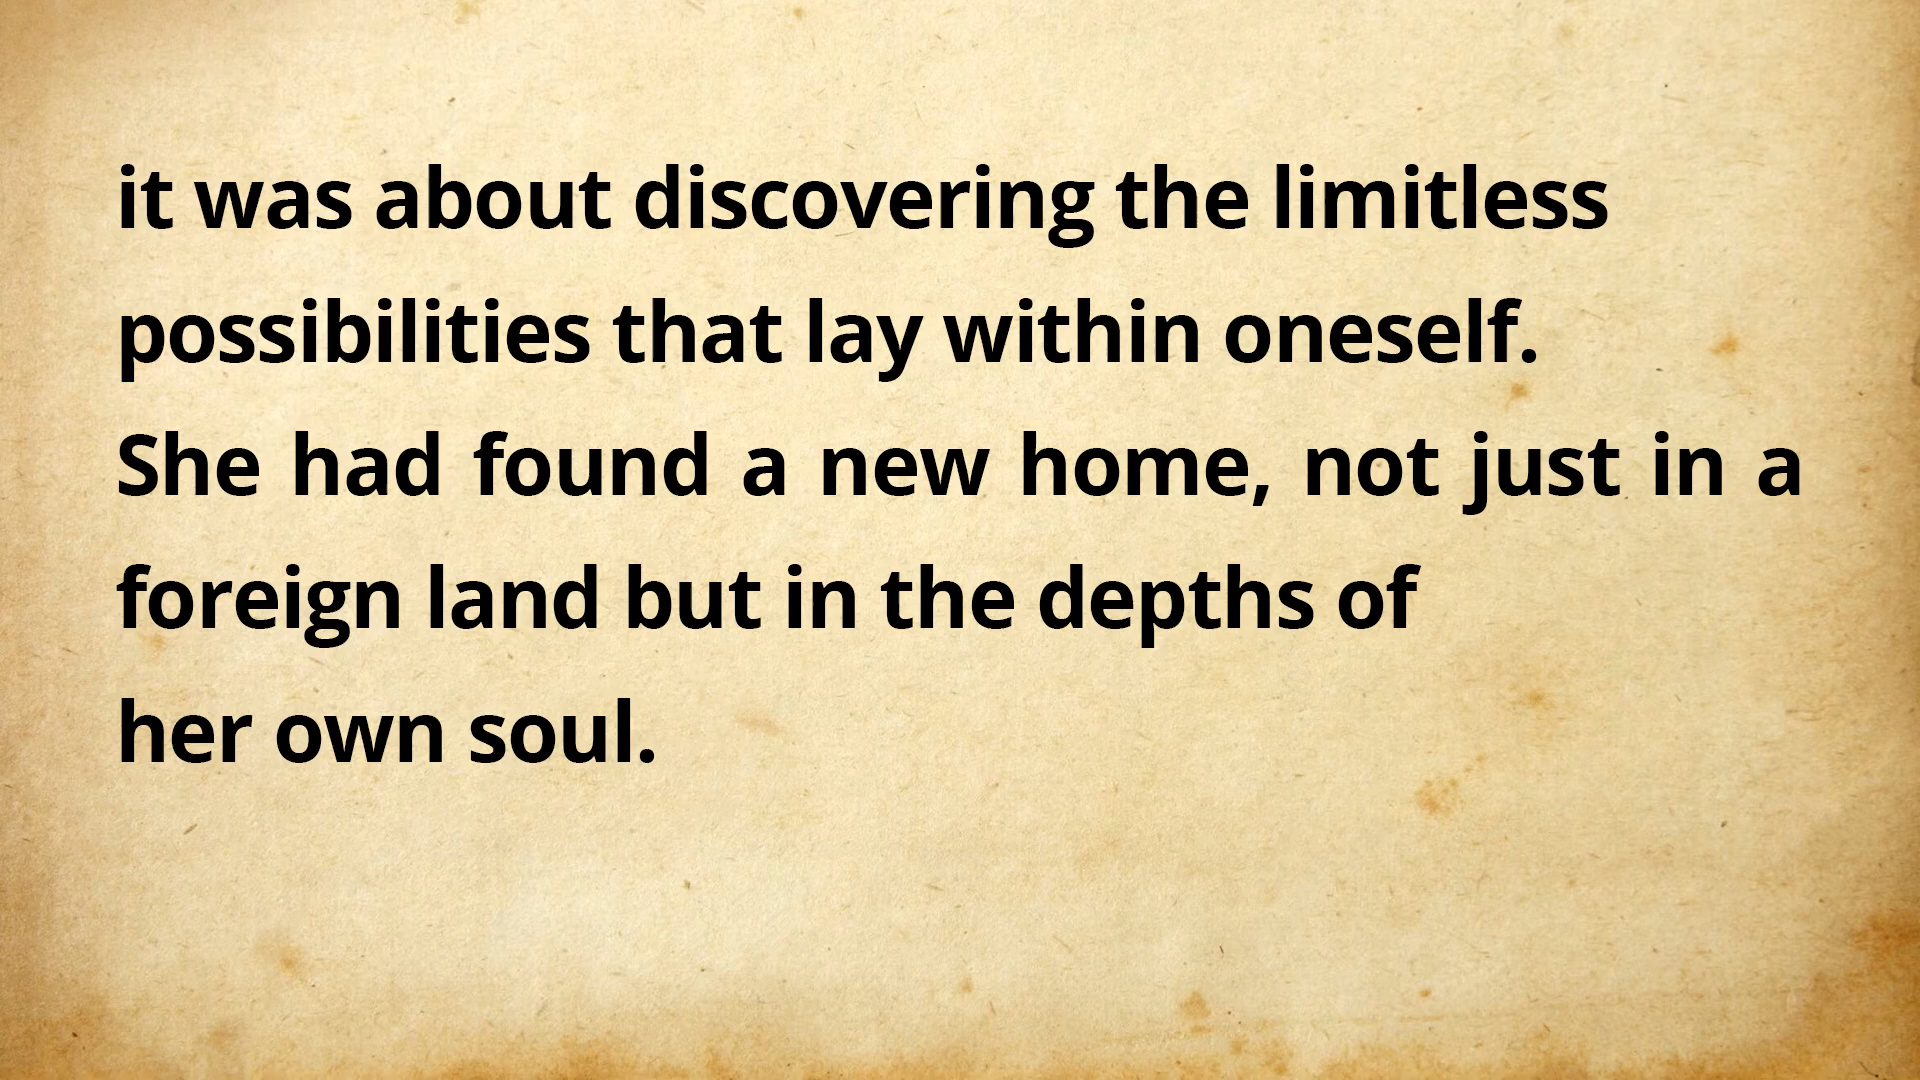 it was about discovering the limitless
possibilities that lay within oneself.
She had found a new home, not just in a
foreign land but in the depths of
her own soul.